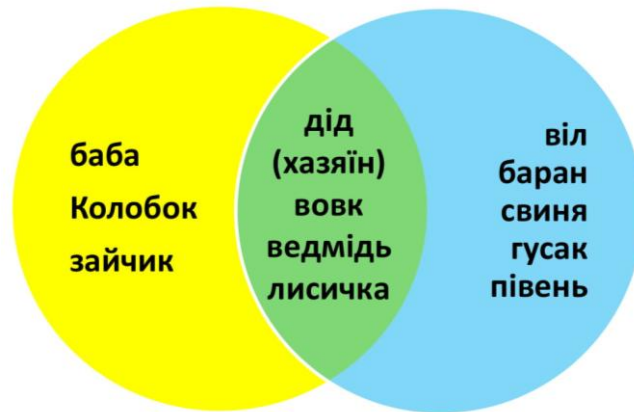 баба
Колобок
зайчик
дід
(хазяїн)
вовк
ведмідь
лисичка
віл
баран
свиня
гусак
півень